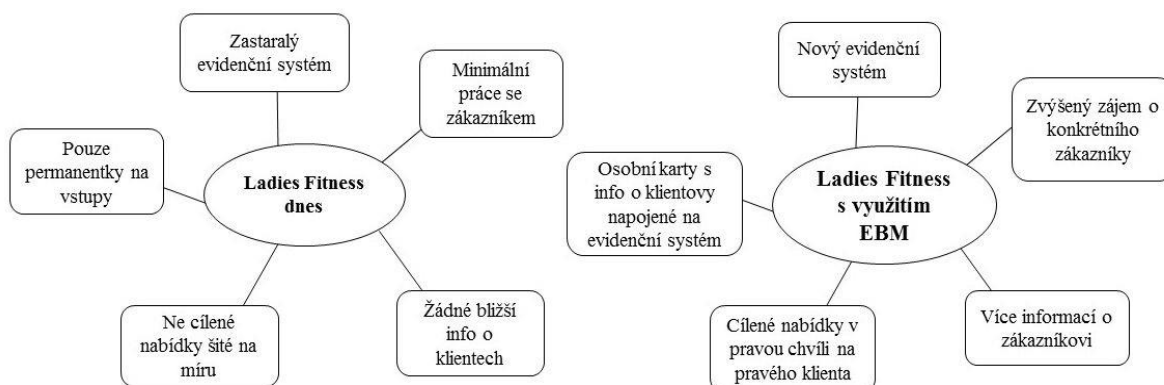 Zastaralý
evidenční systém
Minimální
práce se
zákazníkem
Pouze
permanentky na
vstupy
Ladies Fitness
dnes
Ne cílené
nabídky šité na
míru
Žádné bližší
info o
klientech
Nový evidenční
systém
Zvýšený zájem o
konkrétního
zákazníky
Osobní karty s
info o klientovy
napojené na
evidenční systém
Ladies Fitness
s využitím
EBM
Cílené nabídky v
pravou chvíli na
pravého klienta
Více informací o
zákazníkovi